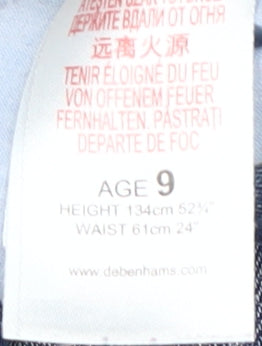 ДЕРЖИТЕ ВДАЛИ ОТ ОГНЯ
远离火源
TENIR ÉLOIGNÉ DU FEU
VON OFFENEM FEUER
FERNHALTEN. PASTRATI
DEPARTE DE FOC
AGE 9
HEIGHT 134cm 52¾"
WAIST 61cm 24"
www.debenhams.com